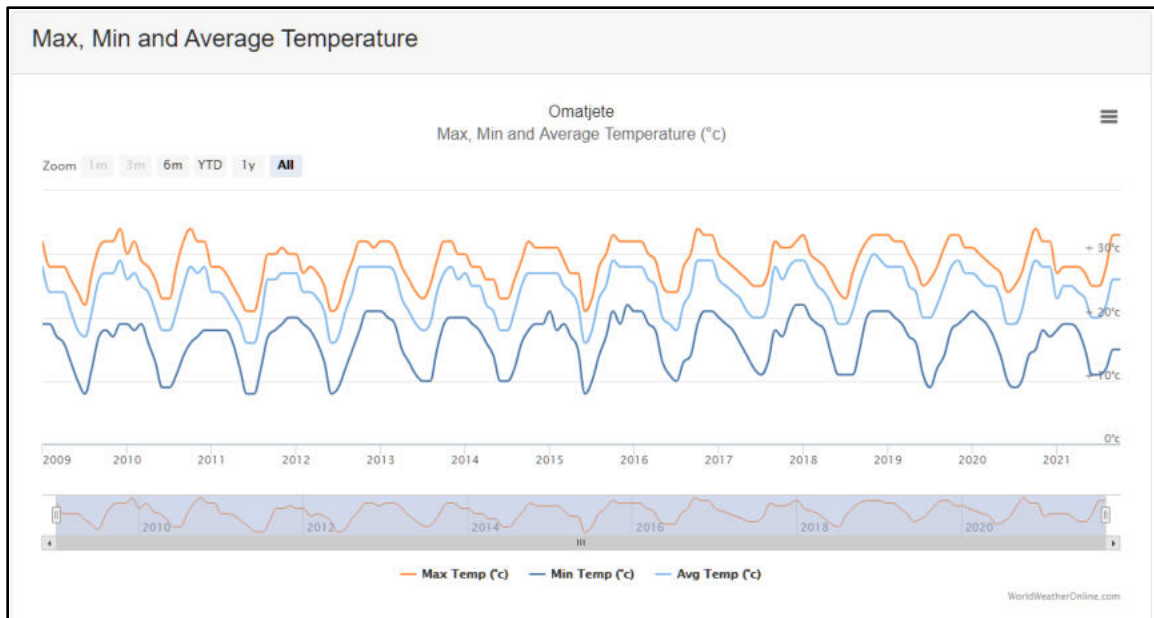 Max, Min and Average Temperature
Omatjete
Max, Min and Average Temperature (°c)
Zoom 1m 3m 6m YTD 1y All
+ 30°c
+ 20°c
+ 10°c
0°c
2009 2010 2011 2012 2013 2014 2015 2016 2017 2018 2019 2020 2021
2010 2012 2014 2016 2018 2020
Max Temp (°c) Min Temp (°c) Avg Temp (°c)
WorldWeatherOnline.com